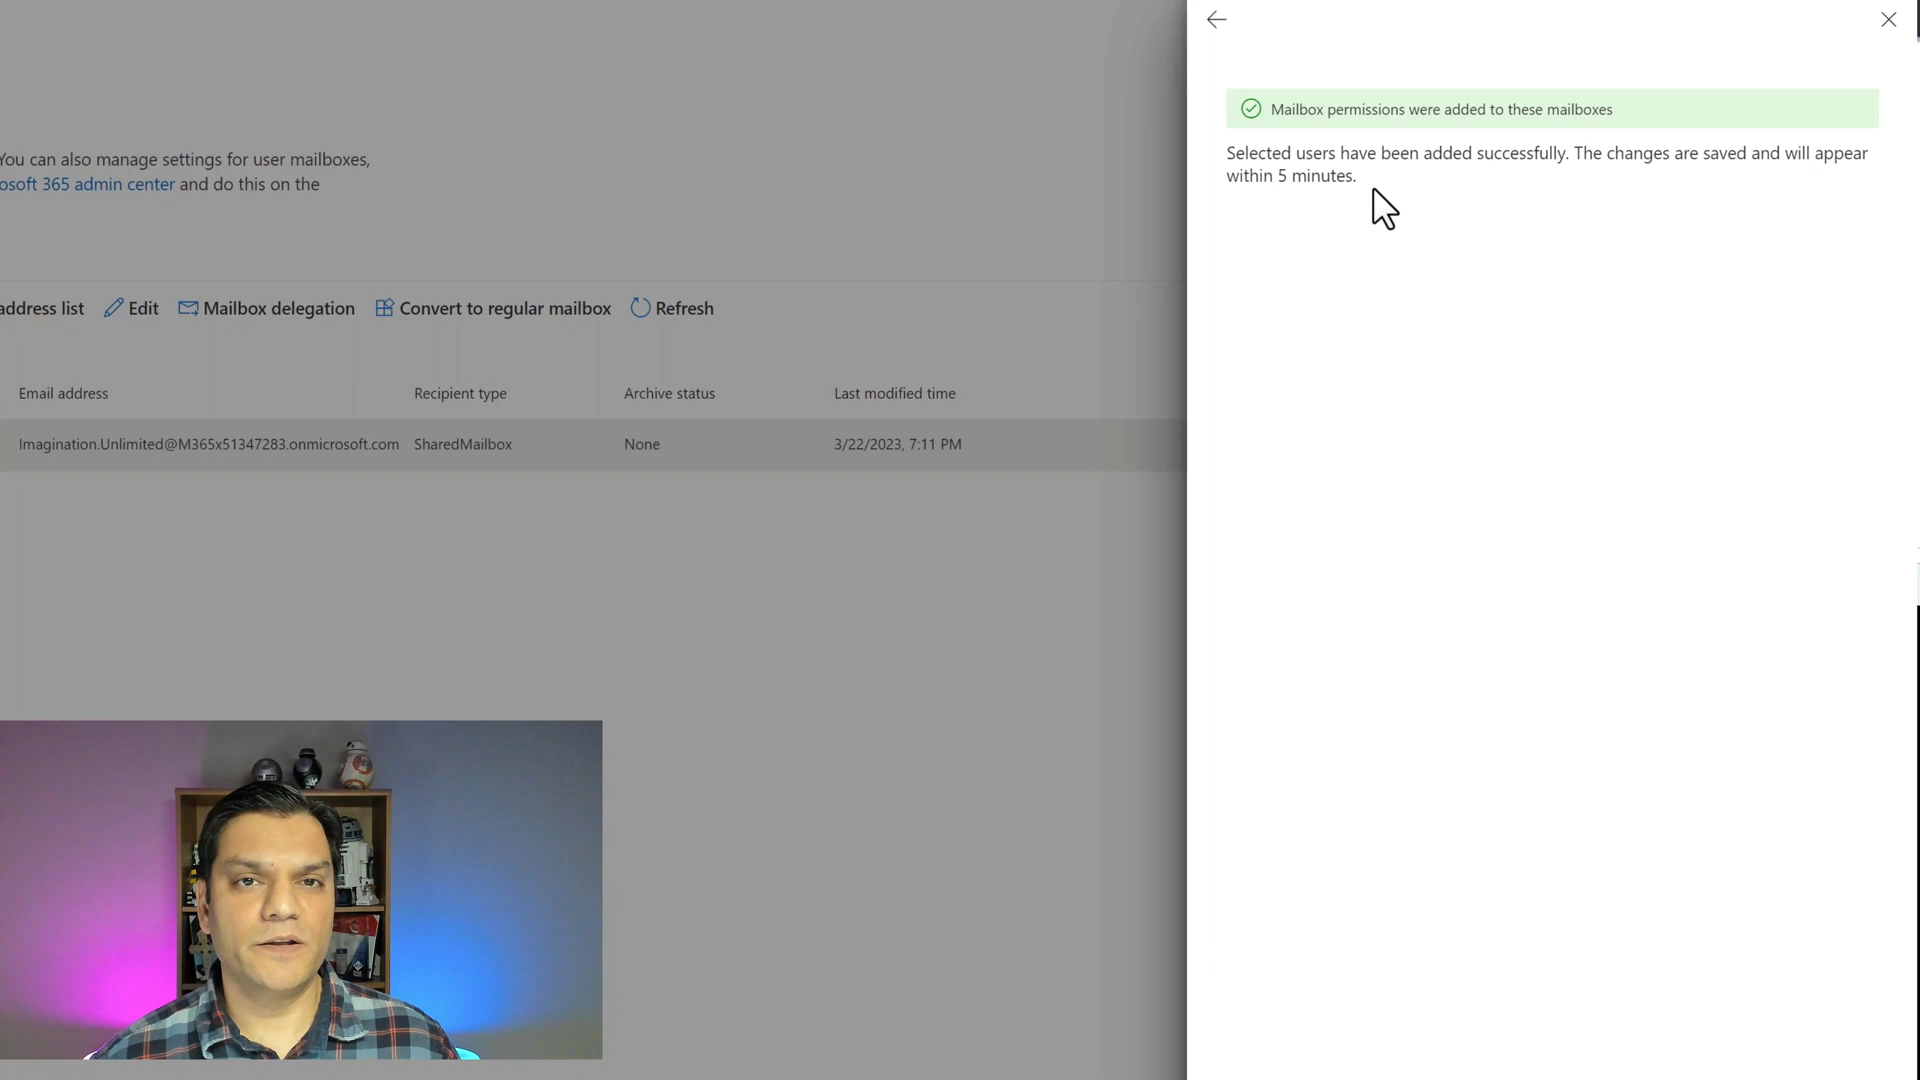 You can also manage settings for user mailboxes,
osoft 365 admin center and do this on the
address list Edit Mailbox delegation Convert to regular mailbox Refresh
Email address Recipient type Archive status Last modified time
Imagination.Unlimited@M365x51347283.onmicrosoft.com SharedMailbox None 3/22/2023, 7:11 PM
Mailbox permissions were added to these mailboxes
Selected users have been added successfully. The changes are saved and will appear
within 5 minutes.